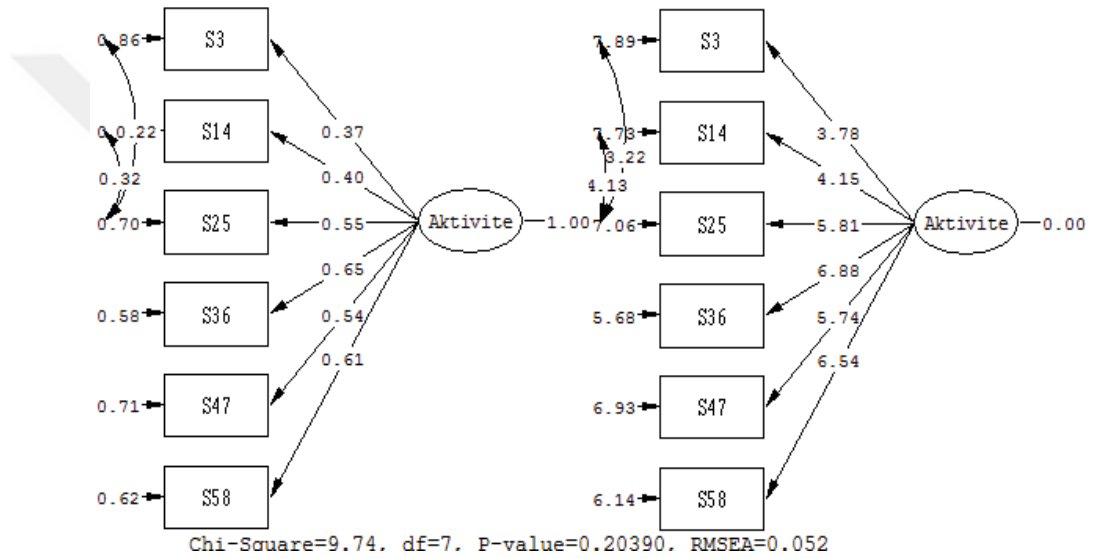 0.86 S3 7.89 S3
0.22 S14 0.37 7.73 S14 3.78
0.32 0.40 3.22 4.15
4.13
0.70 S25 0.55 Aktivite 1.00 7.06 S25 5.81 Aktivite 0.00
0.65 6.88
0.58 S36 0.54 5.68 S36 5.74
0.61 6.54
0.71 S47 6.93 S47
0.62 S58 6.14 S58
Chi-Square=9.74, df=7, P-value=0.20390, RMSEA=0.052